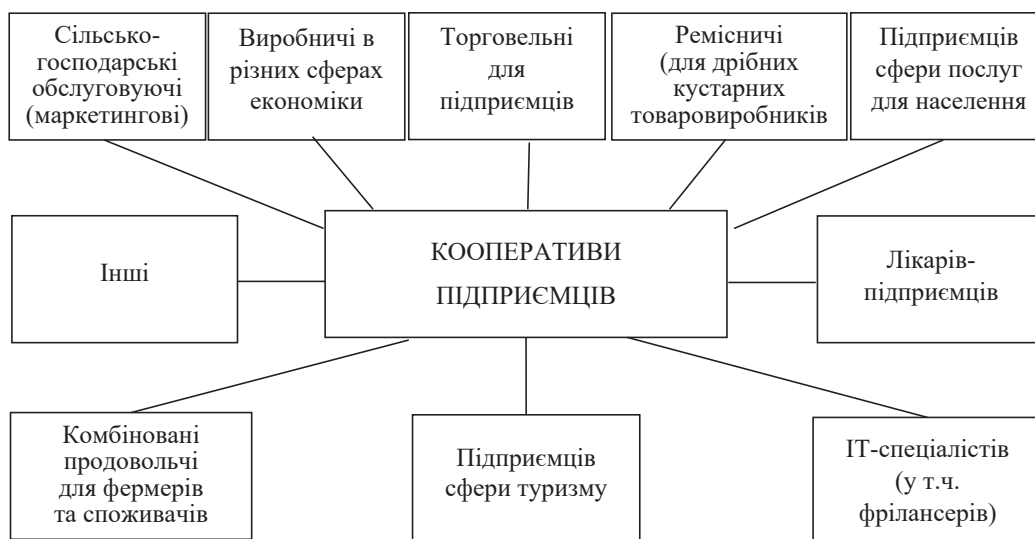 Сільсько-
господарські
обслуговуючі
(маркетингові)
Виробничі в
різних сферах
економіки
Торговельні
для
підприємців
Ремісничі
(для дрібних
кустарних
товаровиробників
Підприємців
сфери послуг
для населення
Інші
КООПЕРАТИВИ
ПІДПРИЄМЦІВ
Лікарів-
підприємців
Комбіновані
продовольчі
для фермерів
та споживачів
Підприємців
сфери туризму
ІТ-спеціалістів
(у т.ч.
фрілансерів)